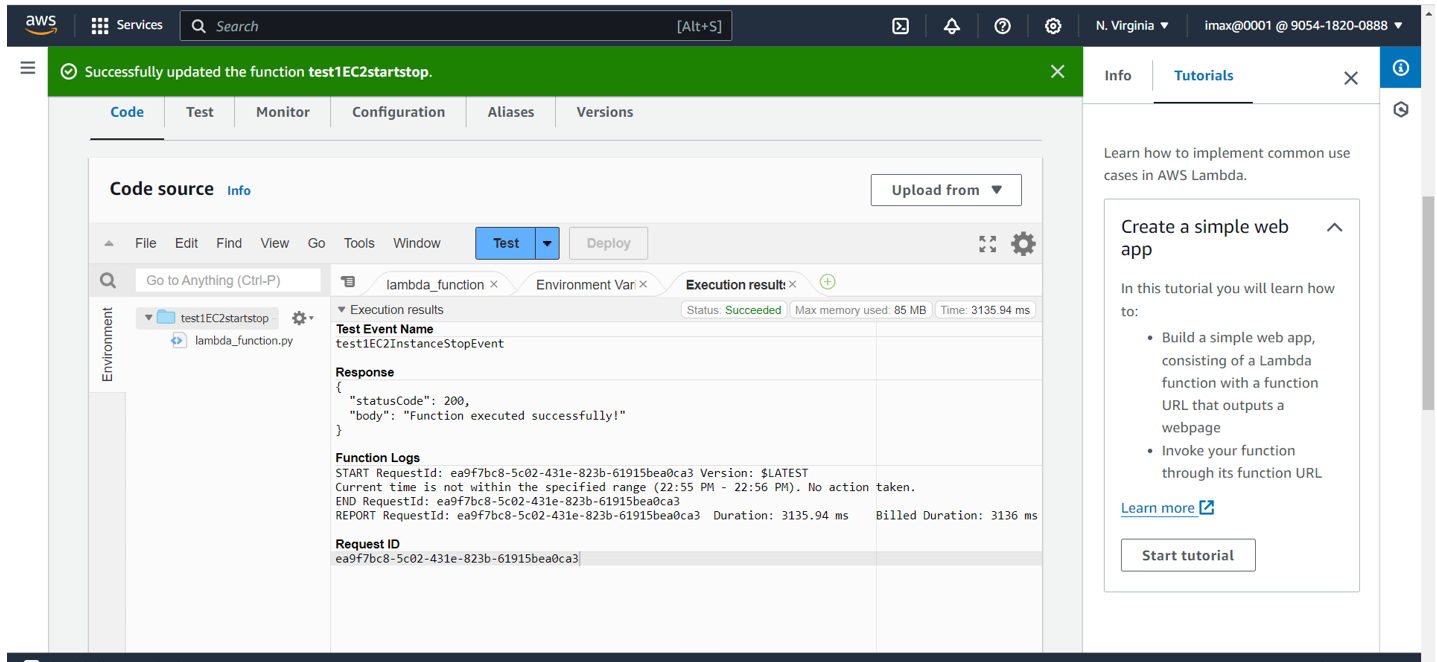 aws
Services
Search
[Alt+S]
N. Virginia
imax@0001 @ 9054-1820-0888
Successfully updated the function test1EC2startstop.
Code
Test
Monitor
Configuration
Aliases
Versions
Code source
Info
Upload from
File
Edit
Find
View
Go
Tools
Window
Test
Deploy
Go to Anything (Ctrl-P)
Environment
test1EC2startstop
lambda_function.py
lambda_function
Environment Vari
Execution results
Execution results
Status: Succeeded
Max memory used: 85 MB
Time: 3135.94 ms
Test Event Name
test1EC2InstanceStopEvent
Response
{
"statusCode": 200,
"body": "Function executed successfully!"
}
Function Logs
START RequestId: ea9f7bc8-5c02-431e-823b-61915bea0ca3 Version: $LATEST
Current time is not within the specified range (22:55 PM - 22:56 PM). No action taken.
END RequestId: ea9f7bc8-5c02-431e-823b-61915bea0ca3
REPORT RequestId: ea9f7bc8-5c02-431e-823b-61915bea0ca3 Duration: 3135.94 ms Billed Duration: 3136 ms
Request ID
ea9f7bc8-5c02-431e-823b-61915bea0ca3
Info
Tutorials
Learn how to implement common use
cases in AWS Lambda.
Create a simple web
app
In this tutorial you will learn how
to:
• Build a simple web app,
consisting of a Lambda
function with a function
URL that outputs a
webpage
• Invoke your function
through its function URL
Learn more
Start tutorial